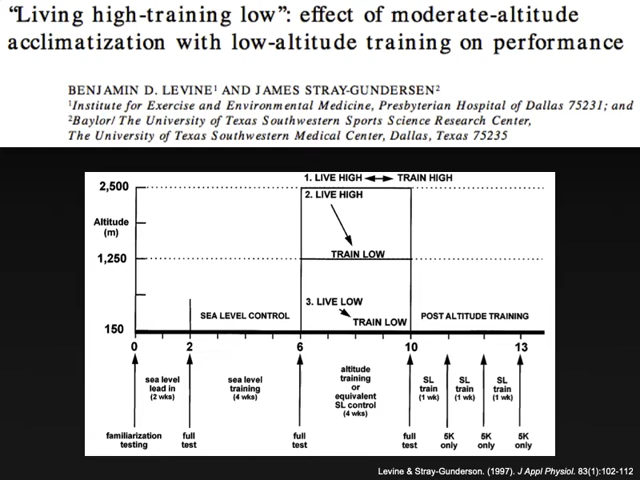 “Living high-training low”: effect of moderate-altitude
acclimatization with low-altitude training on performance
BENJAMIN D. LEVINE¹ AND JAMES STRAY-GUNDERSEN²
¹Institute for Exercise and Environmental Medicine, Presbyterian Hospital of Dallas 75231; and
²Baylor/ The University of Texas Southwestern Sports Science Research Center,
The University of Texas Southwestern Medical Center, Dallas, Texas 75235
1. LIVE HIGH TRAIN HIGH
2,500
2. LIVE HIGH
Altitude
(m)
TRAIN LOW
1,250
3. LIVE LOW
SEA LEVEL CONTROL
POST ALTITUDE TRAINING
TRAIN LOW
150
0 2 6 10 13
sea level
lead in
(2 wks)
sea level
training
(4 wks)
altitude
training
or
equivalent
SL control
(4 wks)
SL
train
(1 wk)
SL
train
(1 wk)
SL
train
(1 wk)
familiarization
testing
full
test
full
test
full
test
5K
only
5K
only
5K
only
Levine & Stray-Gunderson. (1997). J Appl Physiol. 83(1):102-112